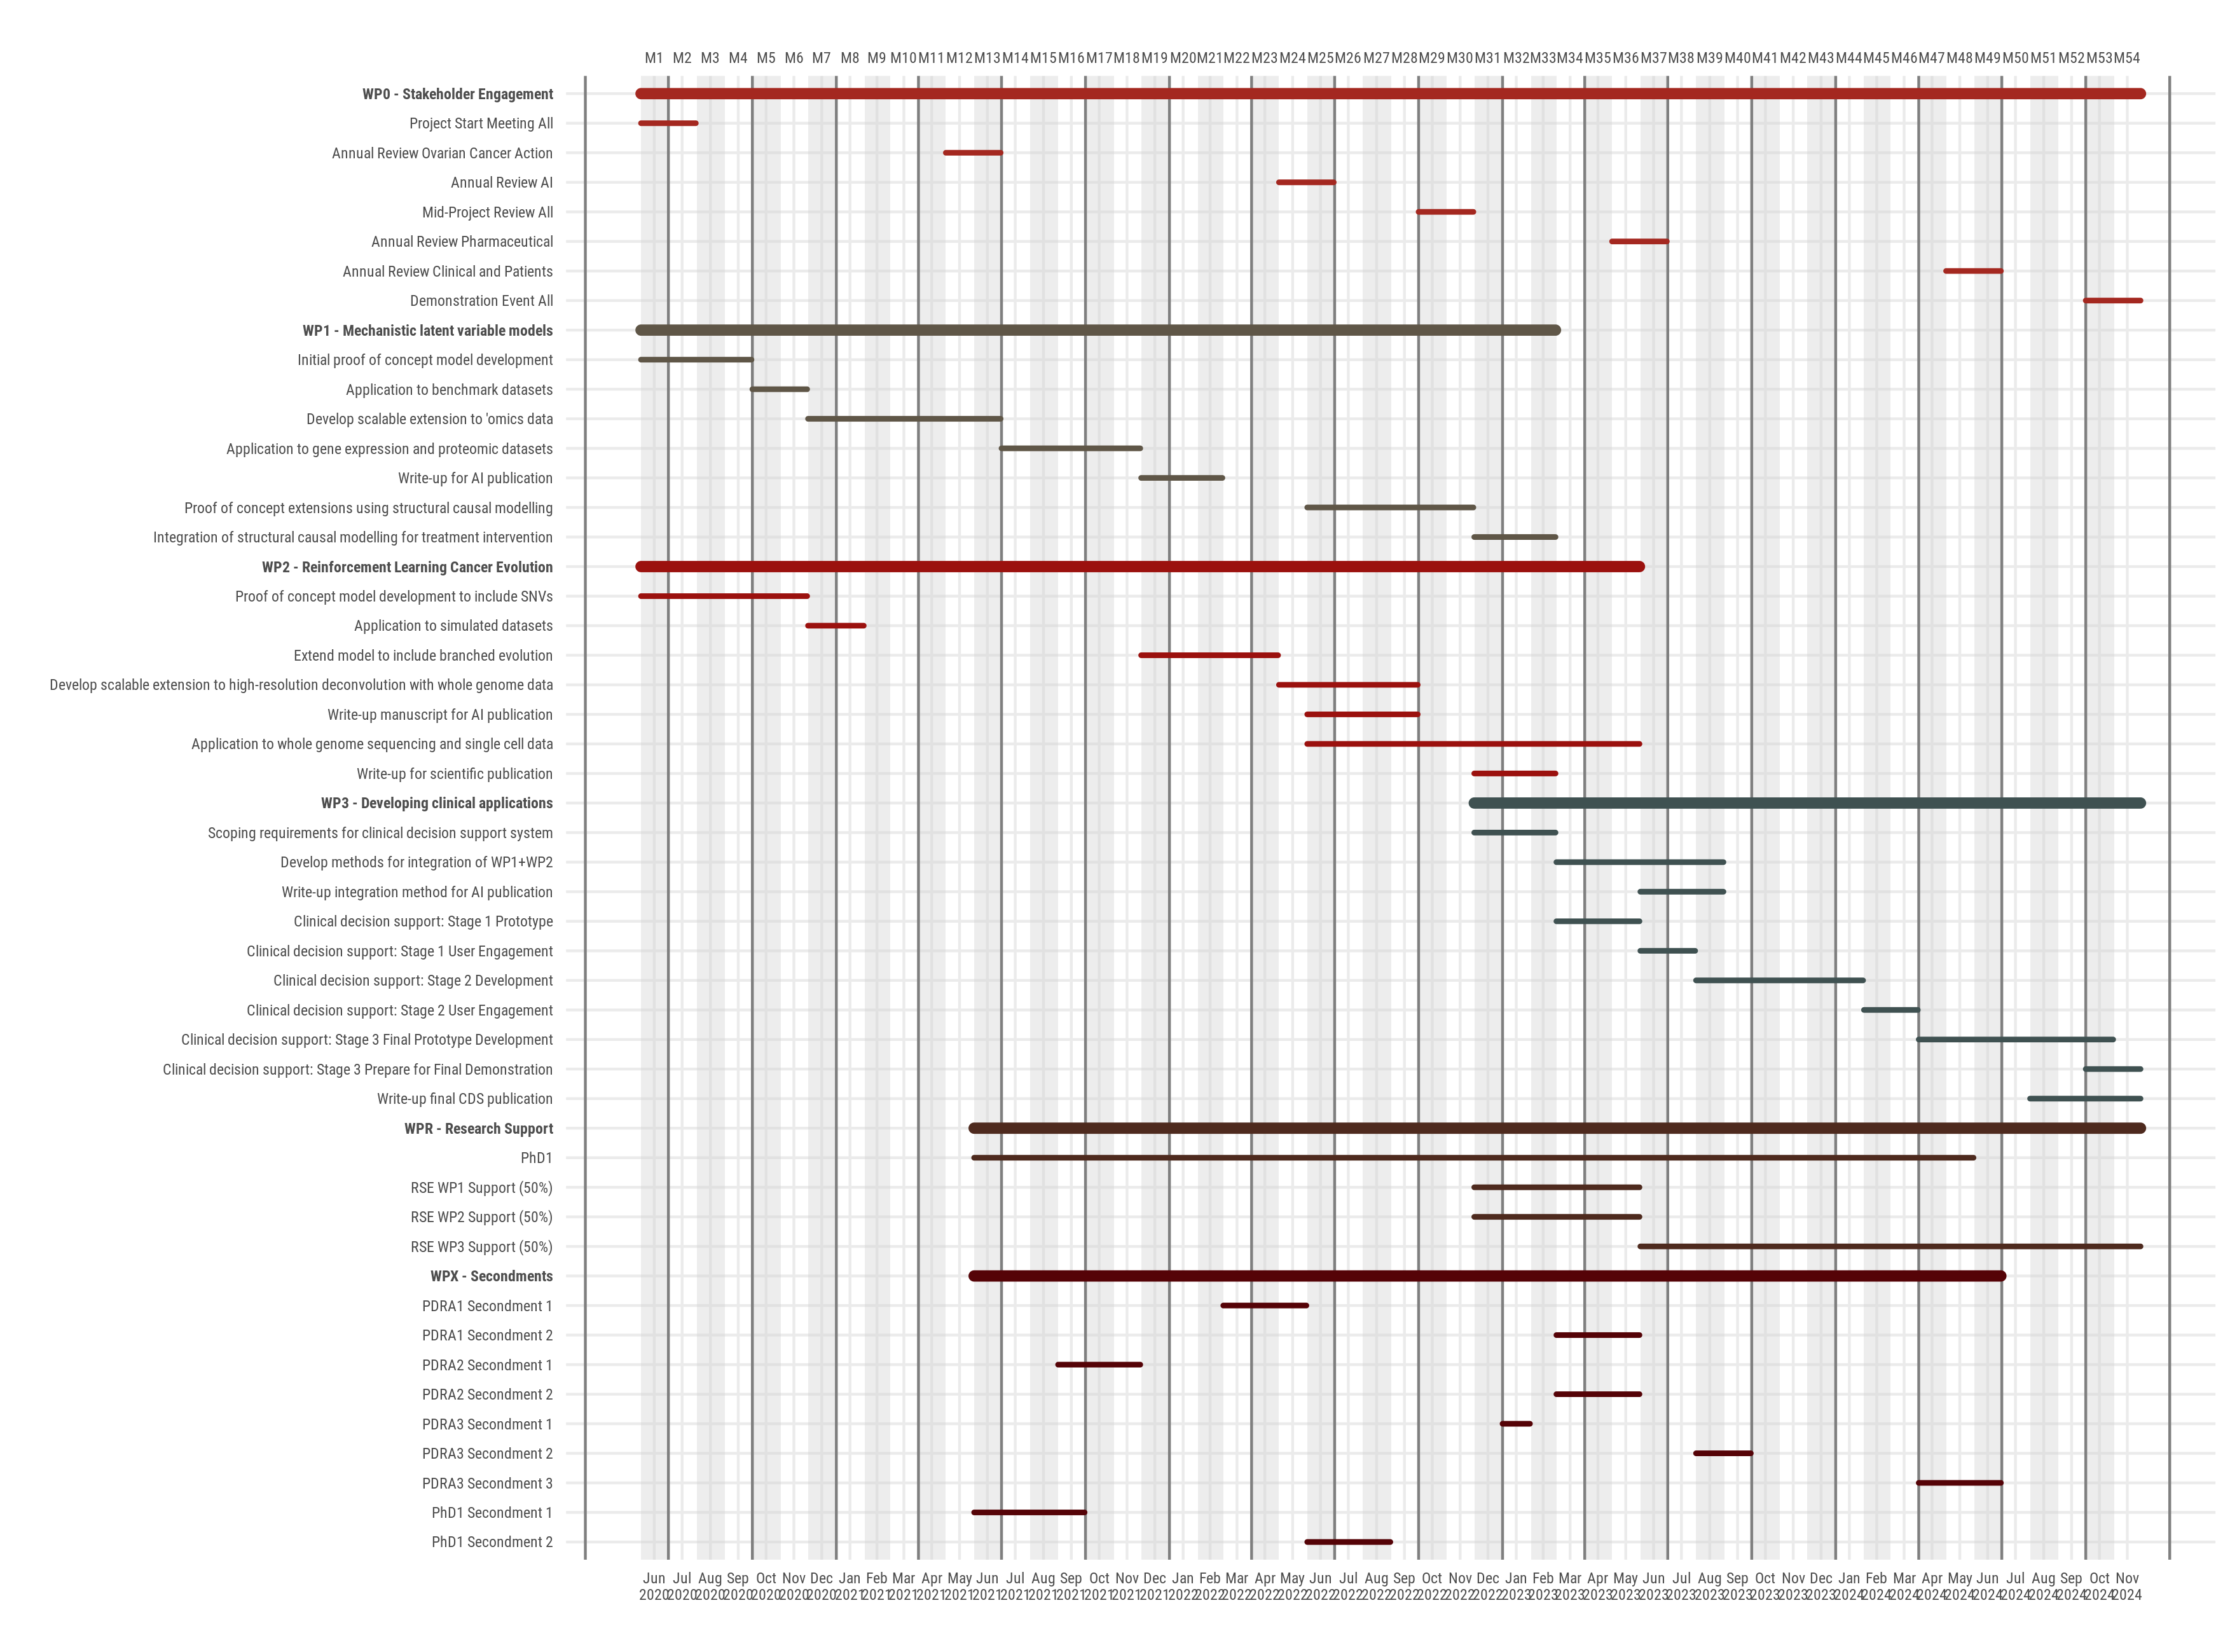 M1 M2 M3 M4 M5 M6 M7 M8 M9 M10 M11 M12 M13 M14 M15 M16 M17 M18 M19 M20 M21 M22 M23 M24 M25 M26 M27 M28 M29 M30 M31 M32 M33 M34 M35 M36 M37 M38 M39 M40 M41 M42 M43 M44 M45 M46 M47 M48 M49 M50 M51 M52 M53 M54
WP0 - Stakeholder Engagement
Project Start Meeting All
Annual Review Ovarian Cancer Action
Annual Review AI
Mid-Project Review All
Annual Review Pharmaceutical
Annual Review Clinical and Patients
Demonstration Event All
WP1 - Mechanistic latent variable models
Initial proof of concept model development
Application to benchmark datasets
Develop scalable extension to 'omics data
Application to gene expression and proteomic datasets
Write-up for AI publication
Proof of concept extensions using structural causal modelling
Integration of structural causal modelling for treatment intervention
WP2 - Reinforcement Learning Cancer Evolution
Proof of concept model development to include SNVs
Application to simulated datasets
Extend model to include branched evolution
Develop scalable extension to high-resolution deconvolution with whole genome data
Write-up manuscript for AI publication
Application to whole genome sequencing and single cell data
Write-up for scientific publication
WP3 - Developing clinical applications
Scoping requirements for clinical decision support system
Develop methods for integration of WP1+WP2
Write-up integration method for AI publication
Clinical decision support: Stage 1 Prototype
Clinical decision support: Stage 1 User Engagement
Clinical decision support: Stage 2 Development
Clinical decision support: Stage 2 User Engagement
Clinical decision support: Stage 3 Final Prototype Development
Clinical decision support: Stage 3 Prepare for Final Demonstration
Write-up final CDS publication
WPR - Research Support
PhD1
RSE WP1 Support (50%)
RSE WP2 Support (50%)
RSE WP3 Support (50%)
WPX - Secondments
PDRA1 Secondment 1
PDRA1 Secondment 2
PDRA2 Secondment 1
PDRA2 Secondment 2
PDRA3 Secondment 1
PDRA3 Secondment 2
PDRA3 Secondment 3
PhD1 Secondment 1
PhD1 Secondment 2
Jun Jul Aug Sep Oct Nov Dec Jan Feb Mar Apr May Jun Jul Aug Sep Oct Nov Dec Jan Feb Mar Apr May Jun Jul Aug Sep Oct Nov Dec Jan Feb Mar Apr May Jun Jul Aug Sep Oct Nov Dec Jan Feb Mar Apr May Jun Jul Aug Sep Oct Nov
2020 2020 2020 2020 2020 2020 2020 2021 2021 2021 2021 2021 2021 2021 2021 2021 2021 2021 2021 2022 2022 2022 2022 2022 2022 2022 2022 2022 2022 2022 2022 2023 2023 2023 2023 2023 2023 2023 2023 2023 2023 2023 2023 2024 2024 2024 2024 2024 2024 2024 2024 2024 2024 2024